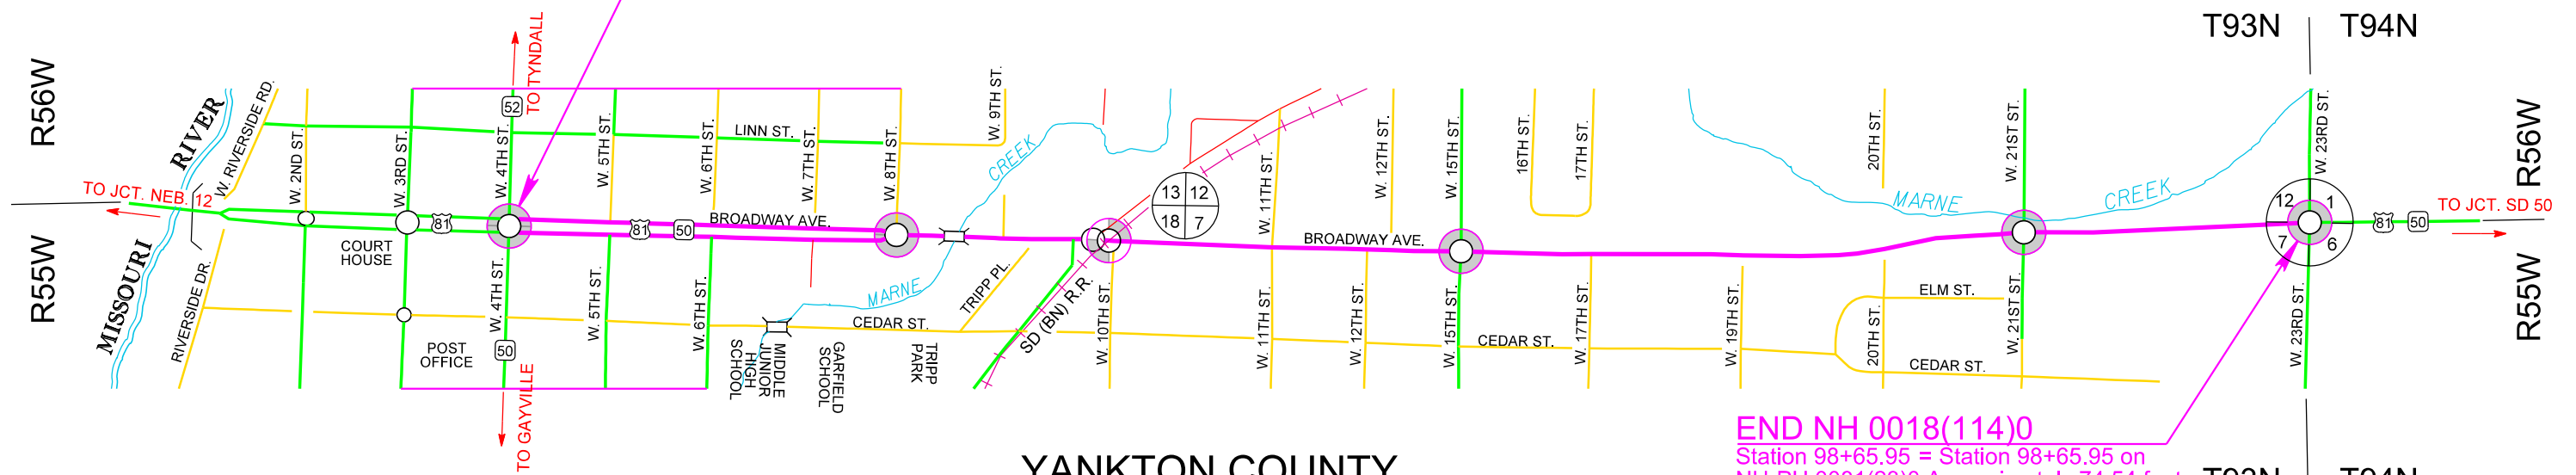 T93N
T94N
R56W
R56W
TO TYNDALL
RIVER
W. RIVERSIDE RD.
W. 2ND ST.
W. 3RD ST.
52
W. 4TH ST.
W. 5TH ST.
LINN ST.
W. 6TH ST.
W. 7TH ST.
W. 8TH ST.
W. 9TH ST.
CREEK
13 12
18 7
W. 11TH ST.
W. 12TH ST.
W. 15TH ST.
16TH ST.
17TH ST.
20TH ST.
W. 21ST ST.
W. 23RD ST.
MARNE
CREEK
TO JCT. NEB. 12
81
81
50
BROADWAY AVE.
BROADWAY AVE.
12 1
7 6
81
50
TO JCT. SD 50
R55W
R55W
MISSOURI
RIVERSIDE DR.
COURT
HOUSE
W. 4TH ST.
W. 5TH ST.
W. 6TH ST.
MARNE
TRIPP PL.
SD (BN) R.R.
W. 10TH ST.
W. 11TH ST.
W. 12TH ST.
W. 15TH ST.
W. 17TH ST.
W. 19TH ST.
20TH ST.
W. 21ST ST.
W. 23RD ST.
ELM ST.
CEDAR ST.
CEDAR ST.
CEDAR ST.
POST
OFFICE
50
TO GAYVILLE
MIDDLE
JUNIOR
HIGH
SCHOOL
GARFIELD
SCHOOL
TRIPP
PARK
YANKTON COUNTY
END NH 0018(114)0
Station 98+65.95 = Station 98+65.95 on
T93N
T94N